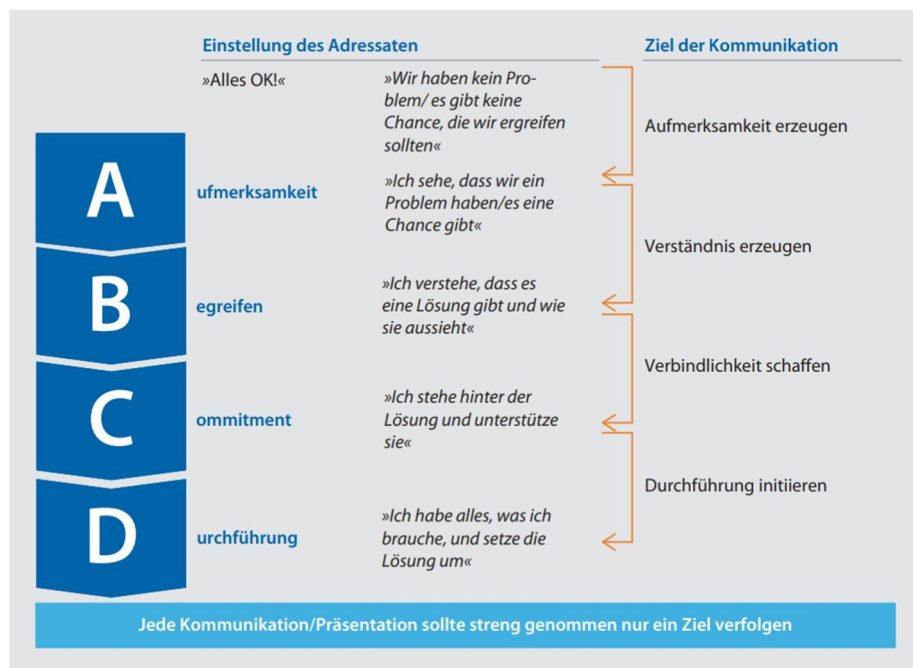 Einstellung des Adressaten
Ziel der Kommunikation
»Alles OK!«
»Wir haben kein Pro-
blem/ es gibt keine
Chance, die wir ergreifen
sollten«
Aufmerksamkeit erzeugen
A
ufmerksamkeit
»Ich sehe, dass wir ein
Problem haben/es eine
Chance gibt«
Verständnis erzeugen
B
egreifen
»Ich verstehe, dass es
eine Lösung gibt und wie
sie aussieht«
Verbindlichkeit schaffen
C
ommitment
»Ich stehe hinter der
Lösung und unterstütze
sie«
Durchführung initiieren
D
urchführung
»Ich habe alles, was ich
brauche, und setze die
Lösung um«
Jede Kommunikation/Präsentation sollte streng genommen nur ein Ziel verfolgen